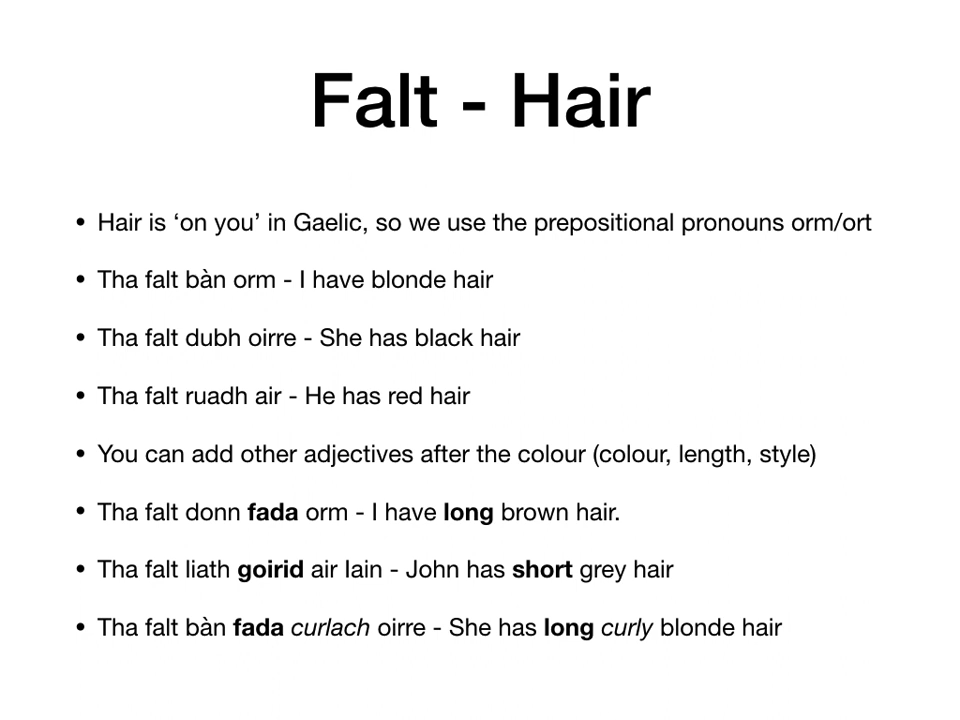 Falt - Hair
• Hair is ‘on you’ in Gaelic, so we use the prepositional pronouns orm/ort
• Tha falt bàn orm - I have blonde hair
• Tha falt dubh oirre - She has black hair
• Tha falt ruadh air - He has red hair
• You can add other adjectives after the colour (colour, length, style)
• Tha falt donn fada orm - I have long brown hair.
• Tha falt liath goirid air Iain - John has short grey hair
• Tha falt bàn fada curlach oirre - She has long curly blonde hair